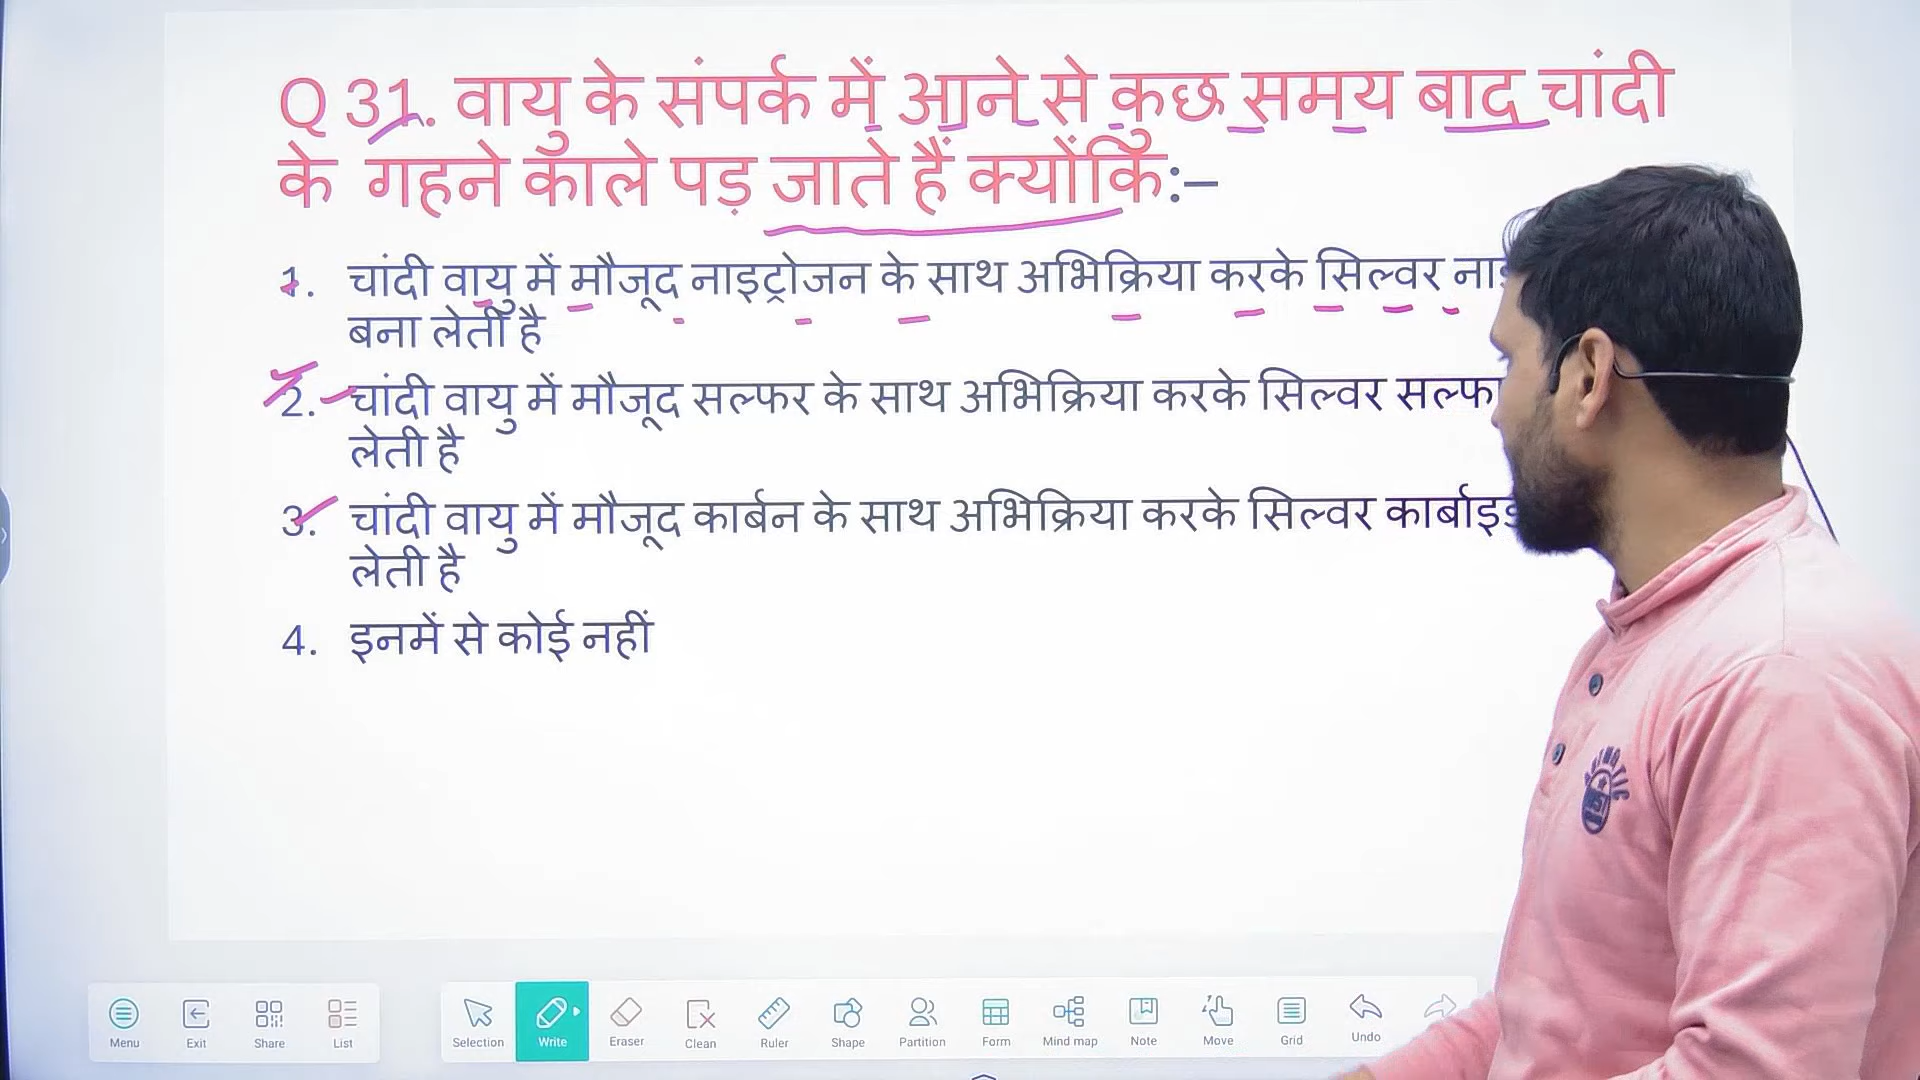 Q 31. वायु के संपर्क में आने से कुछ समय बाद चांदी
के गहने काले पड़ जाते हैं क्योंकि:–
1. चांदी वायु में मौजूद नाइट्रोजन के साथ अभिक्रिया करके सिल्वर
बना लेती है
2. चांदी वायु में मौजूद सल्फर के साथ अभिक्रिया करके सिल्वर
लेती है
3. चांदी वायु में मौजूद कार्बन के साथ अभिक्रिया करके सिल्वर
लेती है
4. इनमें से कोई नहीं
Menu Exit Share List Selection Write Eraser Clean Ruler Shape Partition Form Mind map Note Move Grid Undo